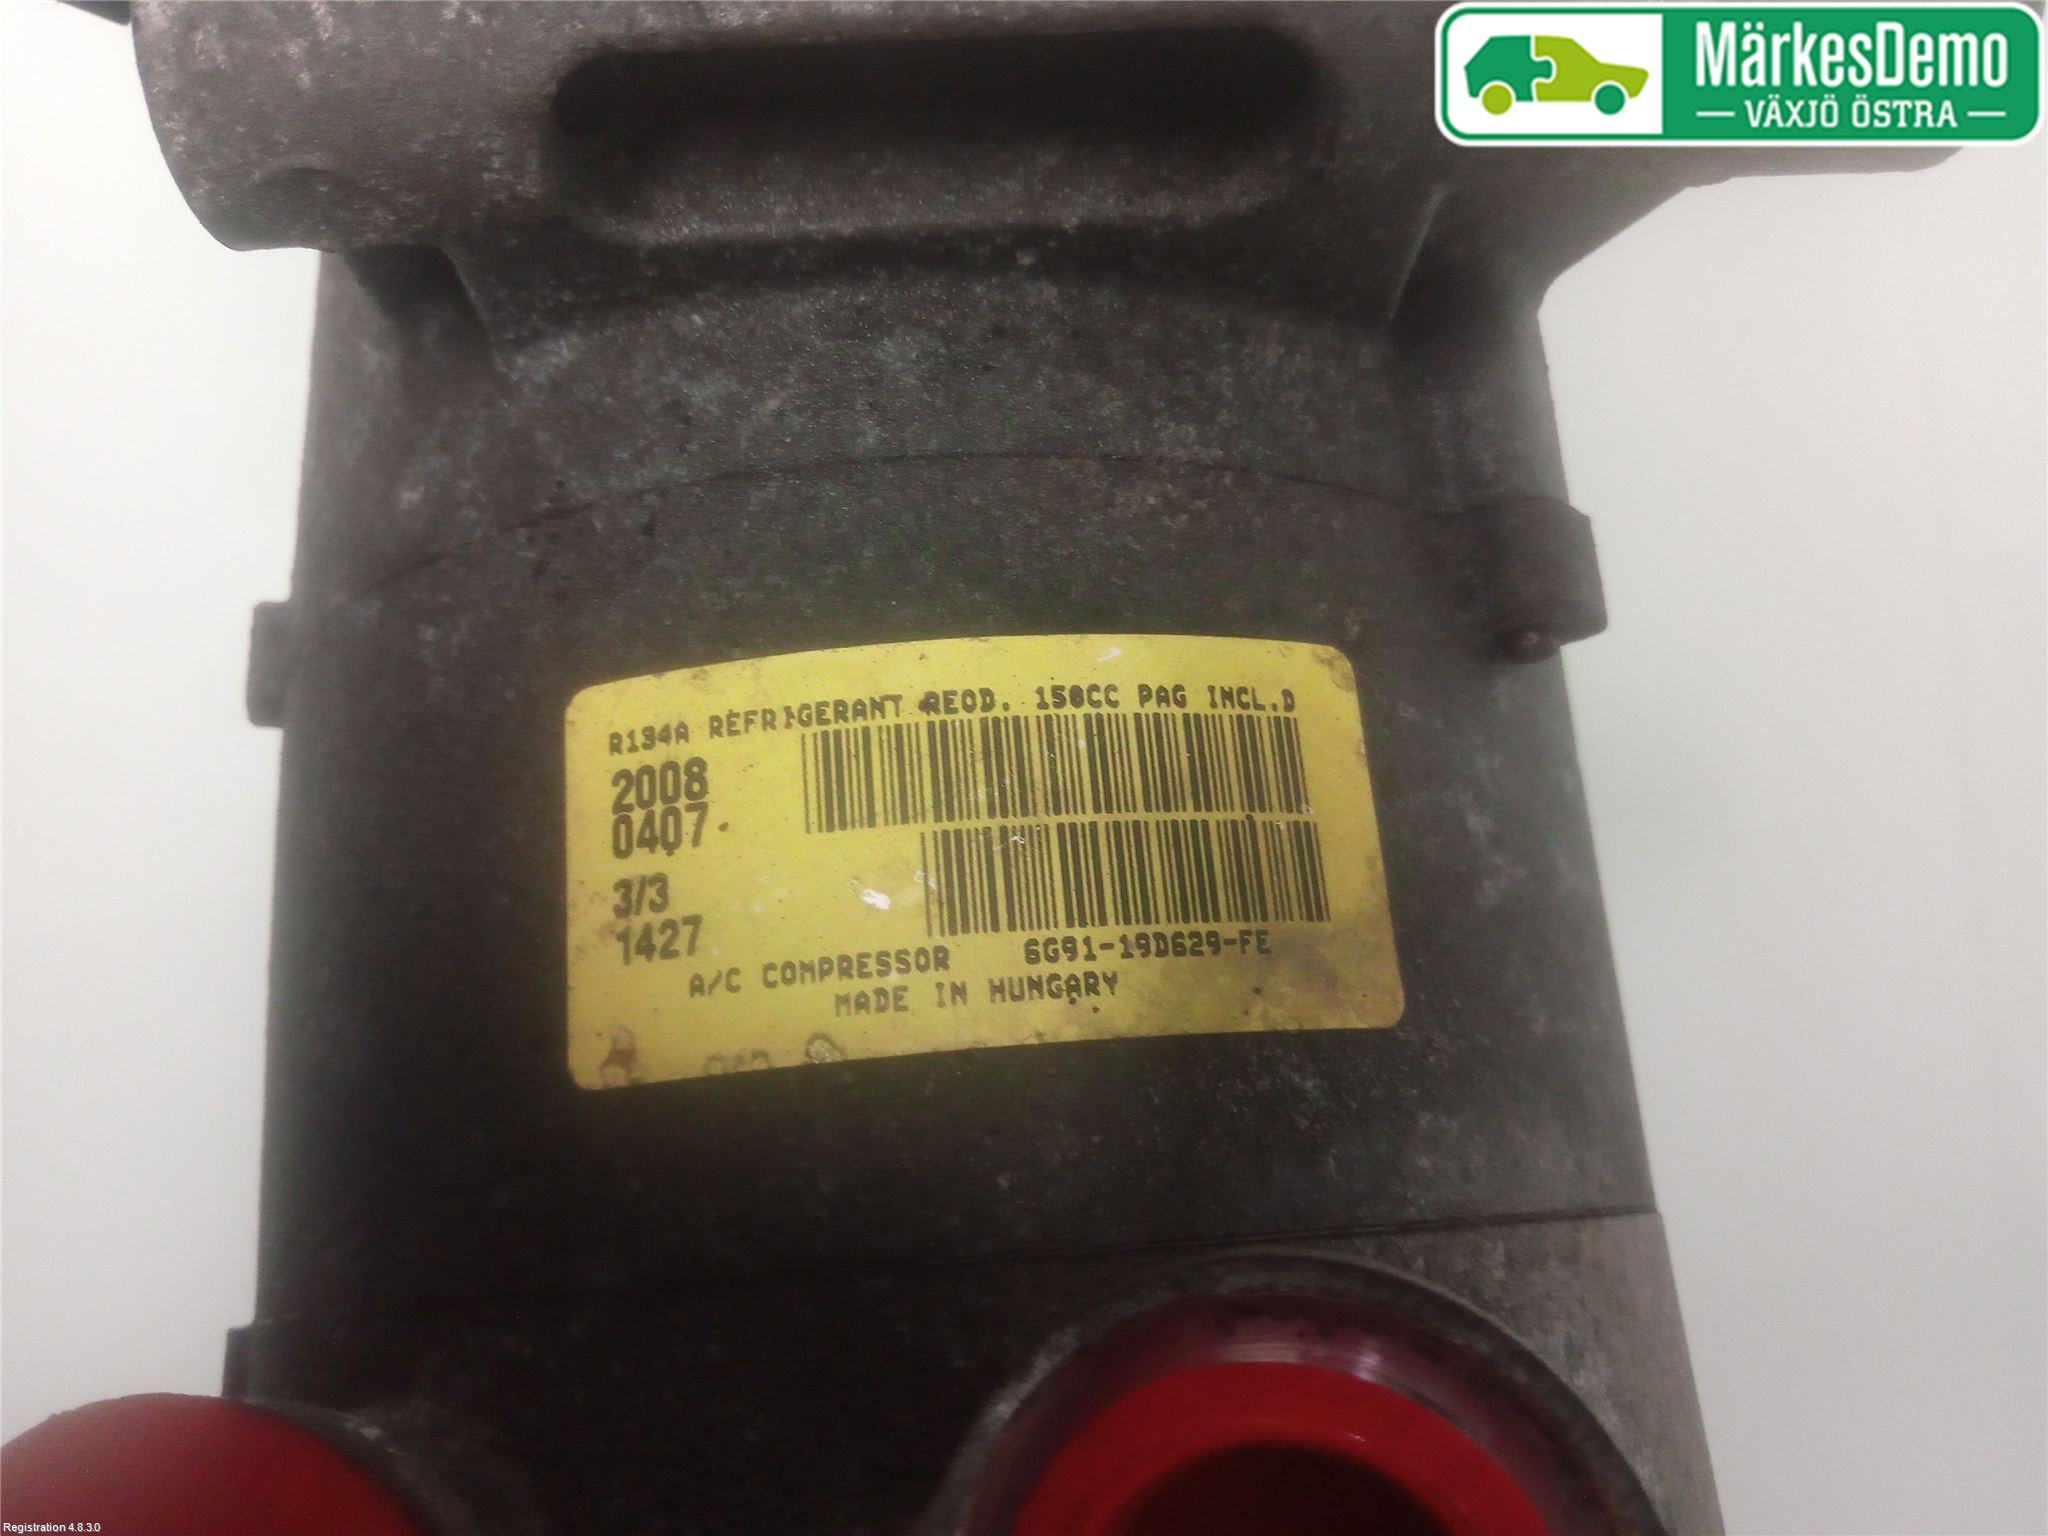 MärkesDemo
VÄXJÖ ÖSTRA
R134A REFRIGERANT REOD. 150CC PAG INCL.D
2008
0407
3/3
1427
A/C COMPRESSOR 6G91-19D629-FE
MADE IN HUNGARY
Registration 4.8.3.0